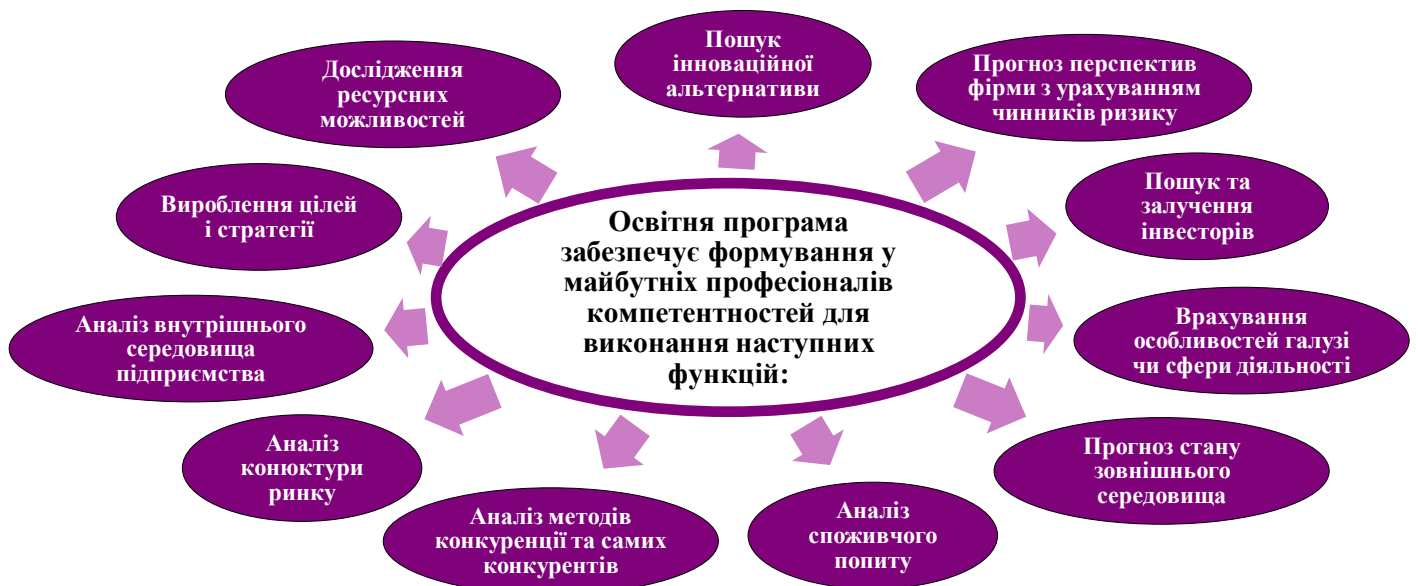 Пошук
інноваційної
альтернативи
Прогноз перспектив
фірми з урахуванням
чинників ризику
Пошук та
залучення
інвесторів
Врахування
особливостей галузі
чи сфери діяльності
Прогноз стану
зовнішнього
середовища
Аналіз
споживчого
попиту
Аналіз методів
конкуренції та самих
конкурентів
Аналіз
конюктури
ринку
Аналіз внутрішнього
середовища
підприємства
Вироблення цілей
і стратегії
Дослідження
ресурсних
можливостей
Освітня програма
забезпечує формування у
майбутніх професіоналів
компетентностей для
виконання наступних
функцій: